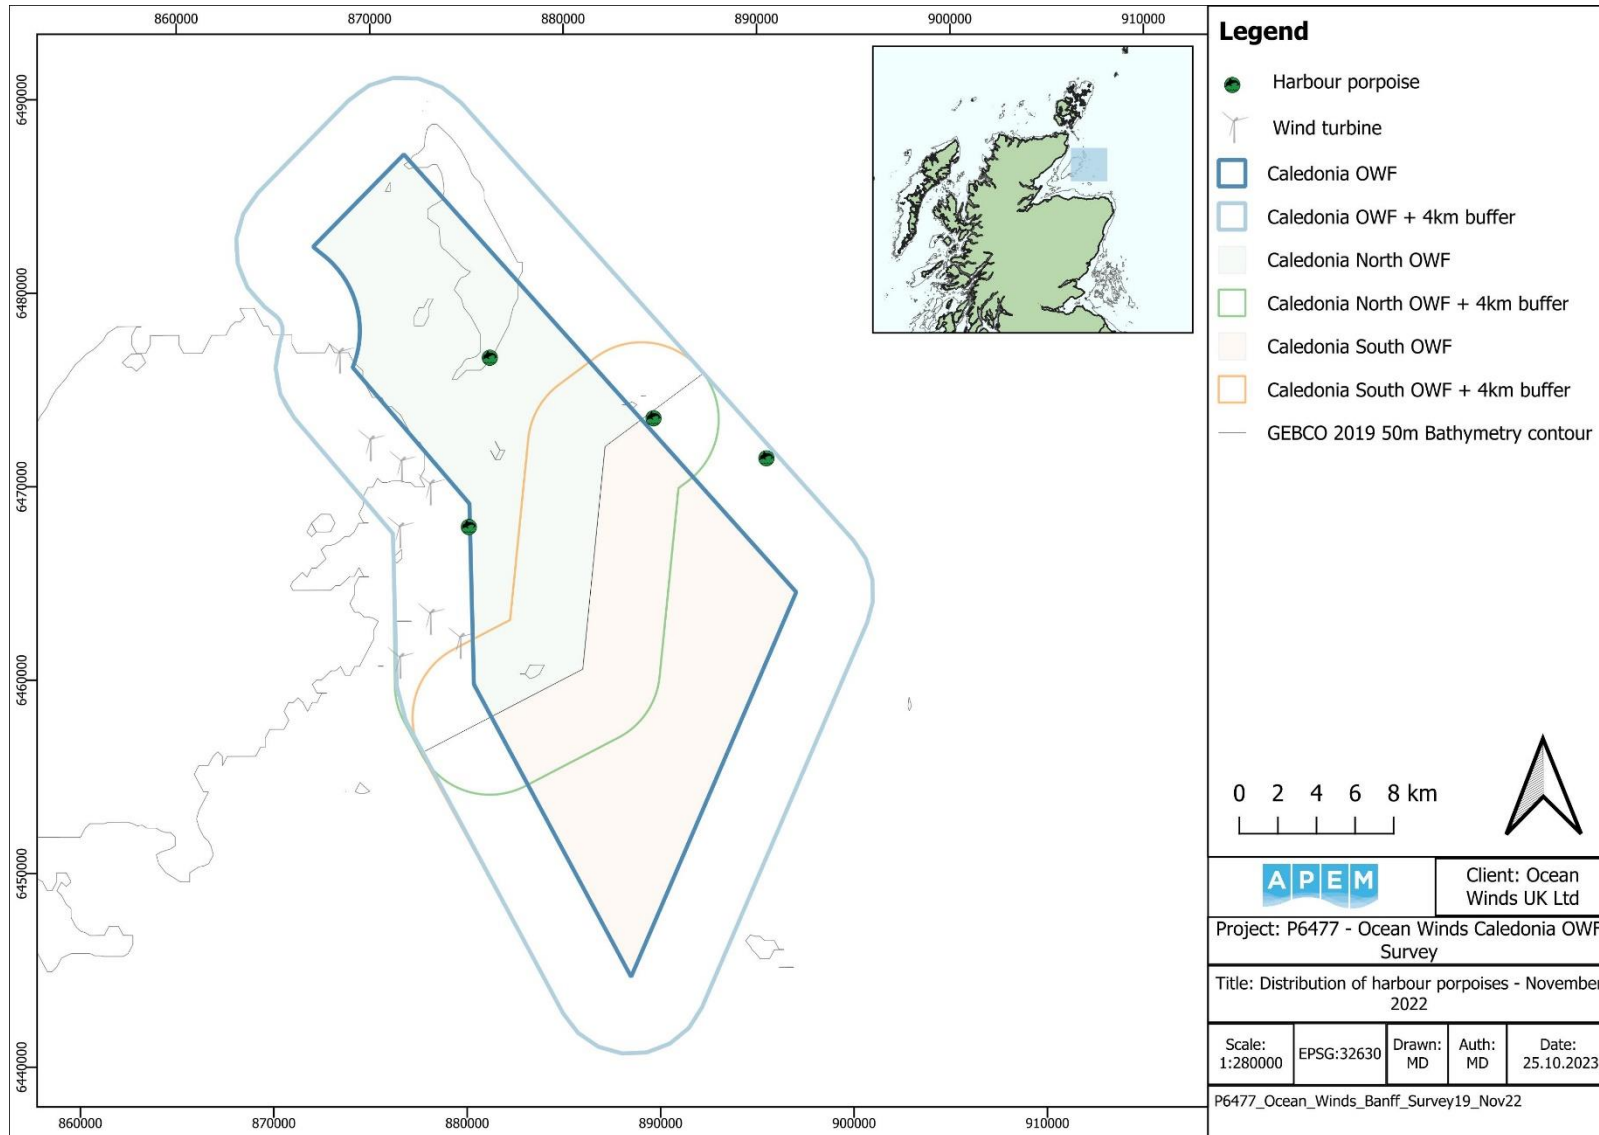 860000
870000
880000
890000
900000
910000
6490000
6480000
6470000
6460000
6450000
6440000
860000
870000
880000
890000
900000
910000
Legend
Harbour porpoise
Wind turbine
Caledonia OWF
Caledonia OWF + 4km buffer
Caledonia North OWF
Caledonia North OWF + 4km buffer
Caledonia South OWF
Caledonia South OWF + 4km buffer
GEBCO 2019 50m Bathymetry contour
0 2 4 6 8 km
APEM
Client: Ocean
Winds UK Ltd
Project: P6477 - Ocean Winds Caledonia OWF
Survey
Title: Distribution of harbour porpoises - November
2022
Scale:
1:280000
EPSG:32630
Drawn:
MD
Auth:
MD
Date:
25.10.2023
P6477_Ocean_Winds_Banff_Survey19_Nov22